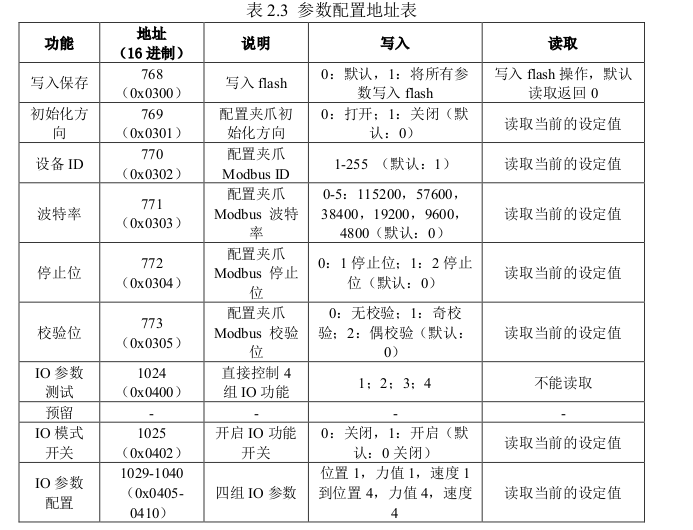 表 2.3 参数配置地址表
功能
地址
（16 进制）
说明
写入
读取
写入保存
768
（0x0300）
写入 flash
0：默认，1：将所有参
数写入 flash
写入 flash 操作，默认
读取返回 0
初始化方
向
769
（0x0301）
配置夹爪初
始化方向
0：打开；1：关闭（默
认：0）
读取当前的设定值
设备 ID
770
（0x0302）
配置夹爪
Modbus ID
1-255 （默认：1）
读取当前的设定值
波特率
771
（0x0303）
配置夹爪
Modbus 波特
率
0-5：115200，57600，
38400，19200，9600，
4800（默认：0）
读取当前的设定值
停止位
772
（0x0304）
配置夹爪
Modbus 停止
位
0：1 停止位；1：2 停止
位（默认：0）
读取当前的设定值
校验位
773
（0x0305）
配置夹爪
Modbus 校验
位
0：无校验；1：奇校
验；2：偶校验（默认：
0）
读取当前的设定值
IO 参数
测试
1024
（0x0400）
直接控制 4
组 IO 功能
1；2；3；4
不能读取
预留
-
-
-
-
IO 模式
开关
1025
（0x0402）
开启 IO 功能
开关
0：关闭，1：开启（默
认：0 关闭）
读取当前的设定值
IO 参数
配置
1029-1040
（0x0405-
0410）
四组 IO 参数
位置 1，力值 1，速度 1
到位置 4，力值 4，速度
4
读取当前的设定值